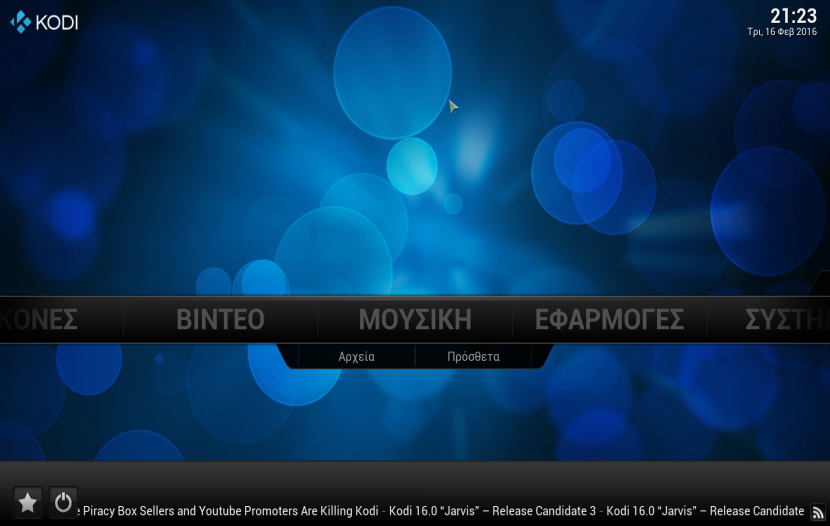 KODI
21:23
Τρι, 16 Φεβ 2016
ΚΟΝΕΣ ΒΙΝΤΕΟ ΜΟΥΣΙΚΗ ΕΦΑΡΜΟΓΕΣ ΣΥΣΤΗ
Αρχεία Πρόσθετα
e Piracy Box Sellers and Youtube Promoters Are Killing Kodi - Kodi 16.0 “Jarvis” – Release Candidate 3 - Kodi 16.0 “Jarvis” – Release Candidate